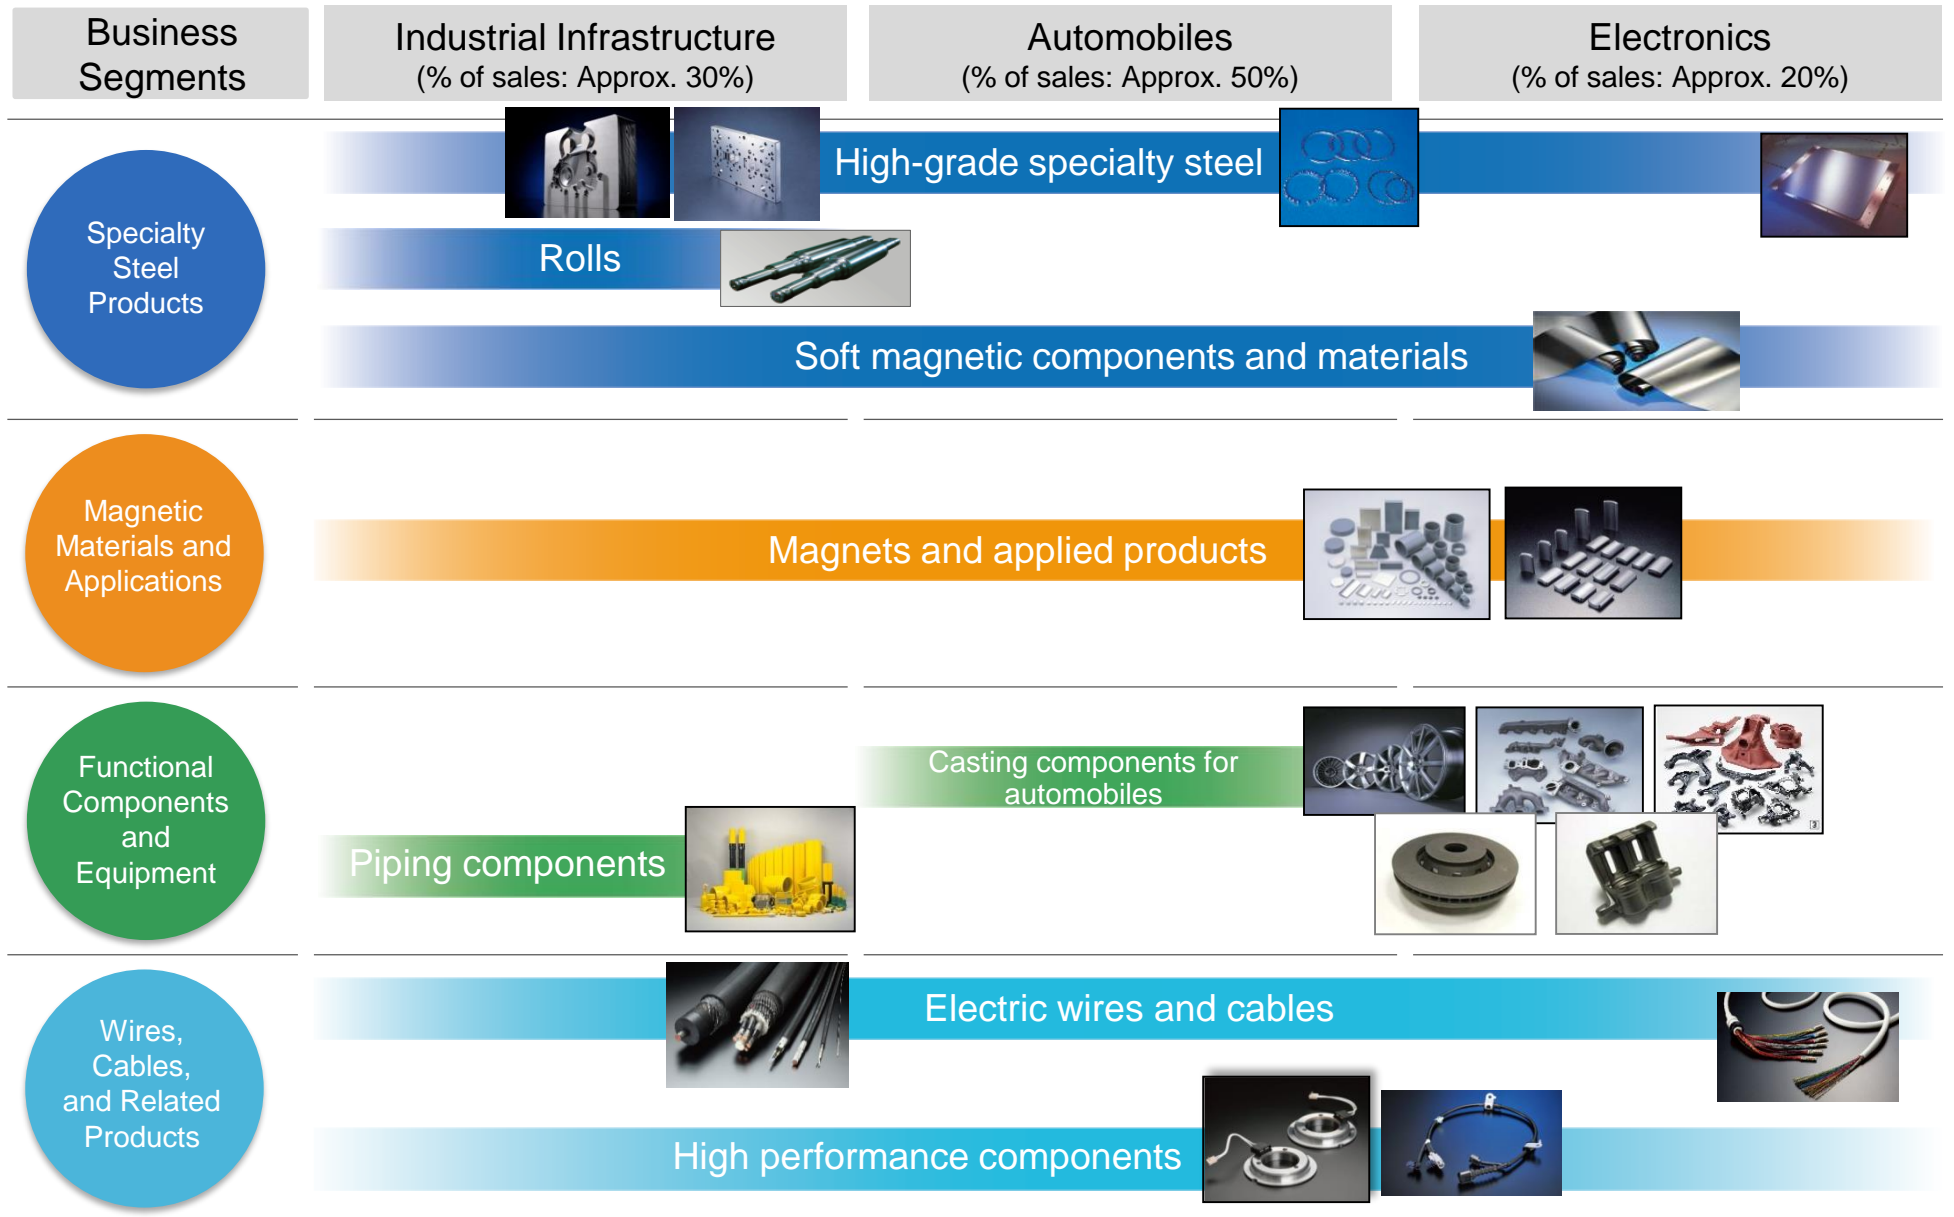 Business
Segments
Industrial Infrastructure
(% of sales: Approx. 30%)
Automobiles
(% of sales: Approx. 50%)
Electronics
(% of sales: Approx. 20%)
Specialty
Steel
Products
High-grade specialty steel
Rolls
Soft magnetic components and materials
Magnetic
Materials and
Applications
Magnets and applied products
Functional
Components
and
Equipment
Casting components for
automobiles
Piping components
Wires,
Cables,
and Related
Products
Electric wires and cables
High performance components